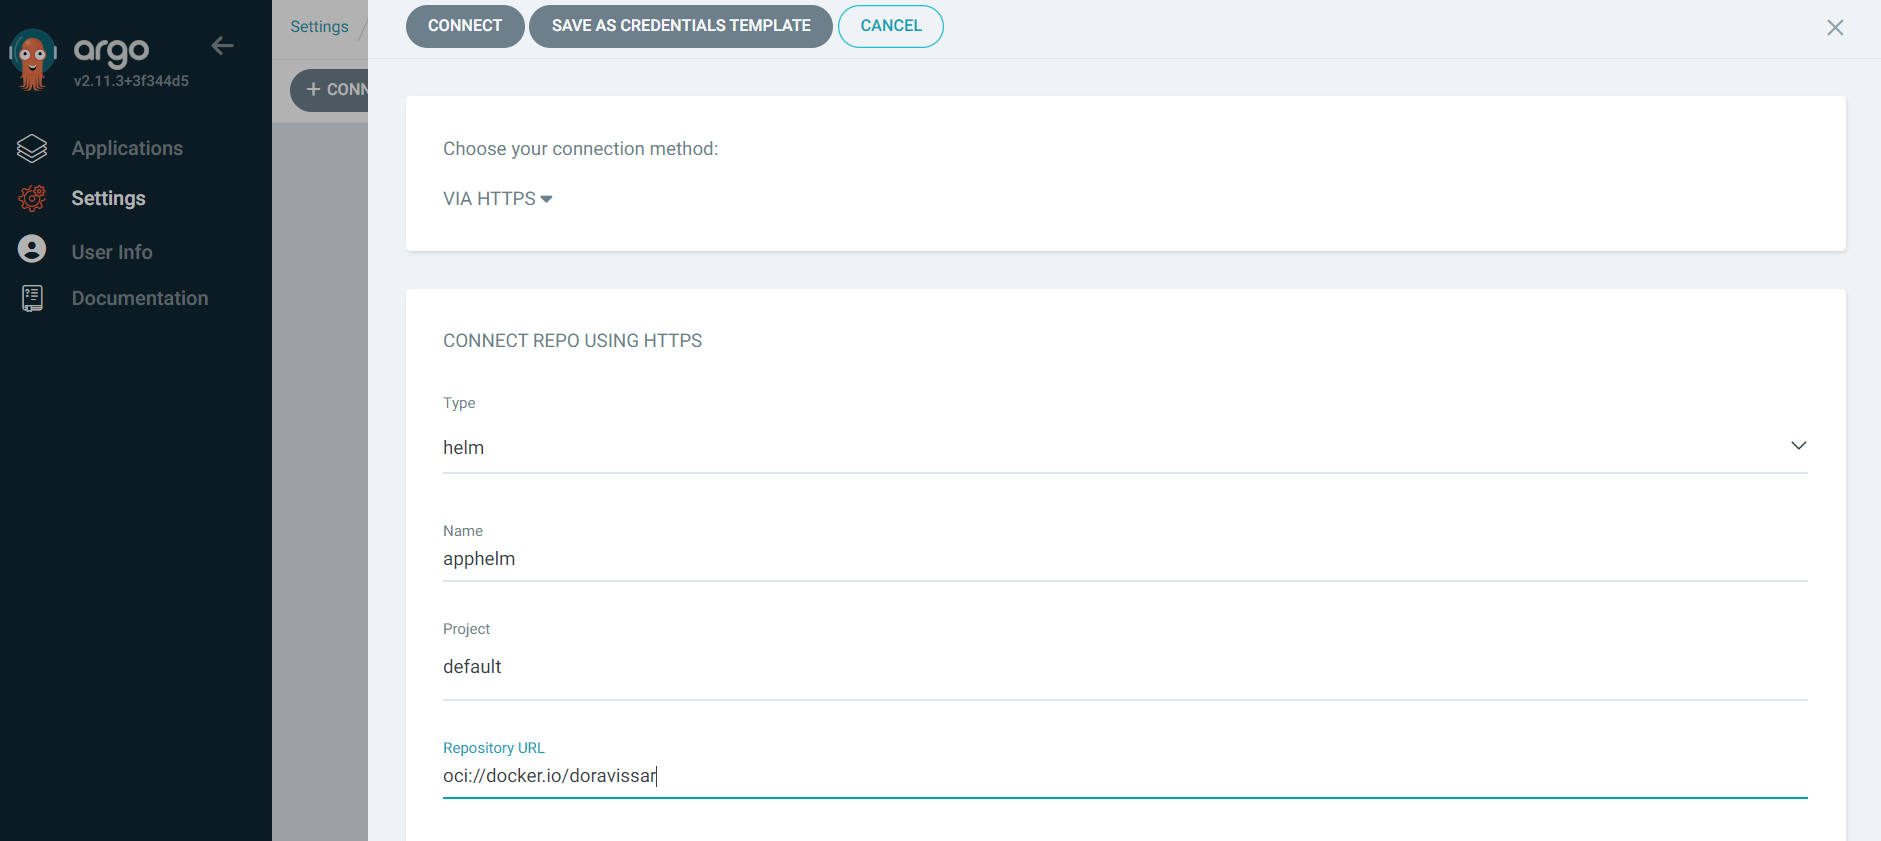 argo
v2.11.3+3f344d5
Applications
Settings
User Info
Documentation
Settings /
+ CONN
CONNECT
SAVE AS CREDENTIALS TEMPLATE
CANCEL
Choose your connection method:
VIA HTTPS
CONNECT REPO USING HTTPS
Type
helm
Name
apphelm
Project
default
Repository URL
oci://docker.io/doravissar